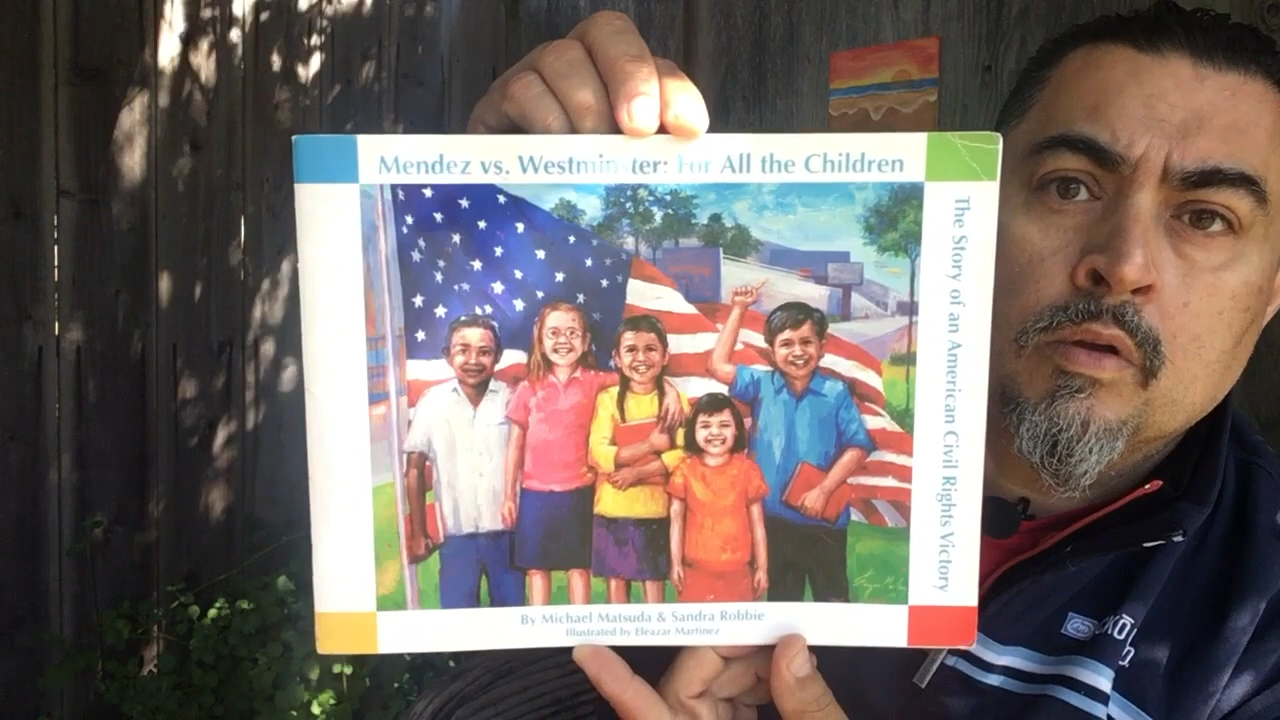 Mendez vs. Westminster: For All the Children
The Story of an American Civil Rights Victory
By Michael Matsuda & Sandra Robbie
Illustrated by Eleazar Martinez